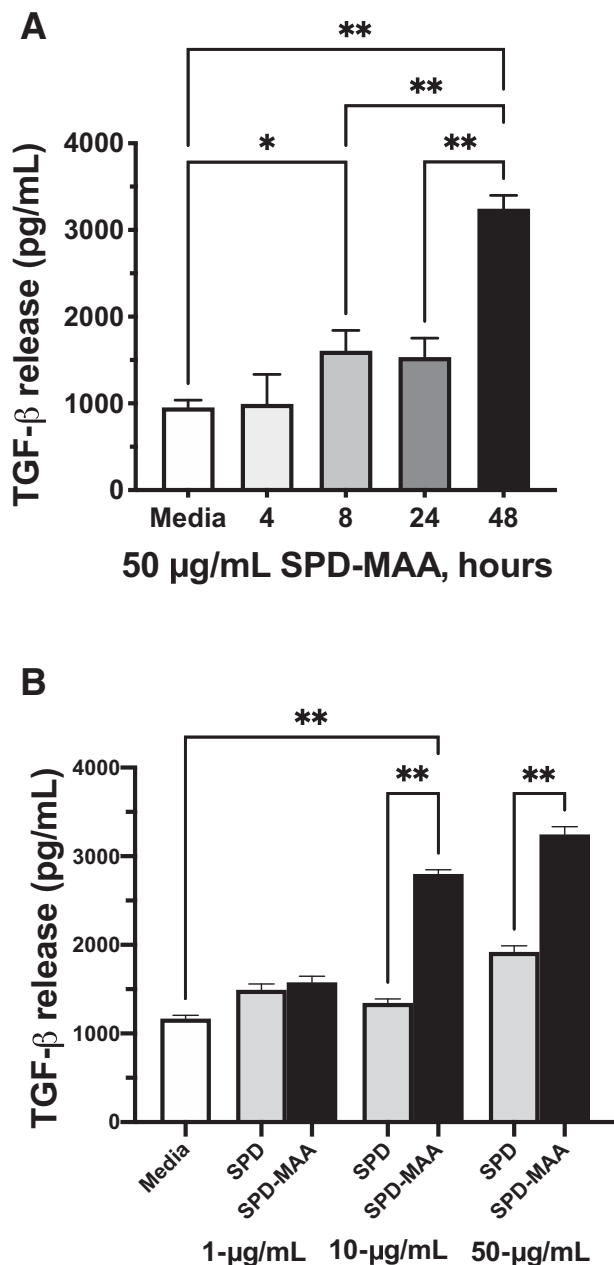 A
**
**
*
**
4000
3000
2000
1000
0
TGF-β release (pg/mL)
Media 4 8 24 48
50 µg/mL SPD-MAA, hours
B
**
**
**
4000
3000
2000
1000
0
TGF-β release (pg/mL)
Media SPD SPD-MAA SPD SPD-MAA SPD SPD-MAA
1-µg/mL 10-µg/mL 50-µg/mL